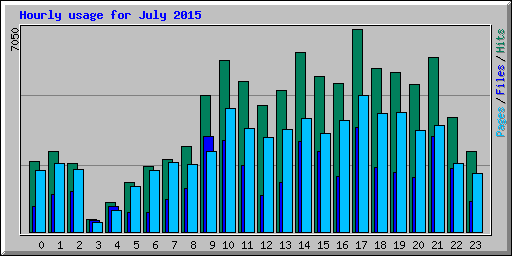 Hourly usage for July 2015
7050
Pages / Files / Hits
0 1 2 3 4 5 6 7 8 9 10 11 12 13 14 15 16 17 18 19 20 21 22 23